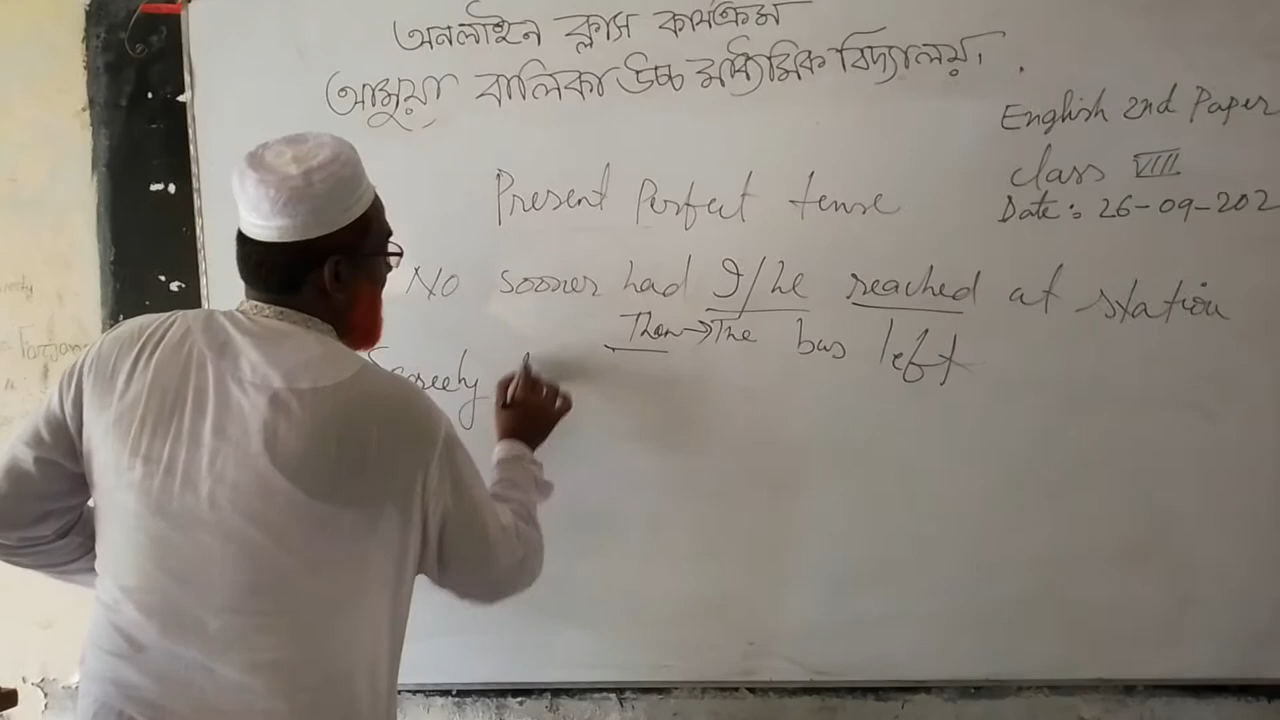 অনলাইন ক্লাস কার্যক্রম
আমুয়া বালিকা উচ্চ মাধ্যমিক বিদ্যালয়।
English 2nd Paper
Class VIII
Date: 26-09-202
Present Perfect tense
No sooner had I/he reached at station
Than → The bus left
Scarcely